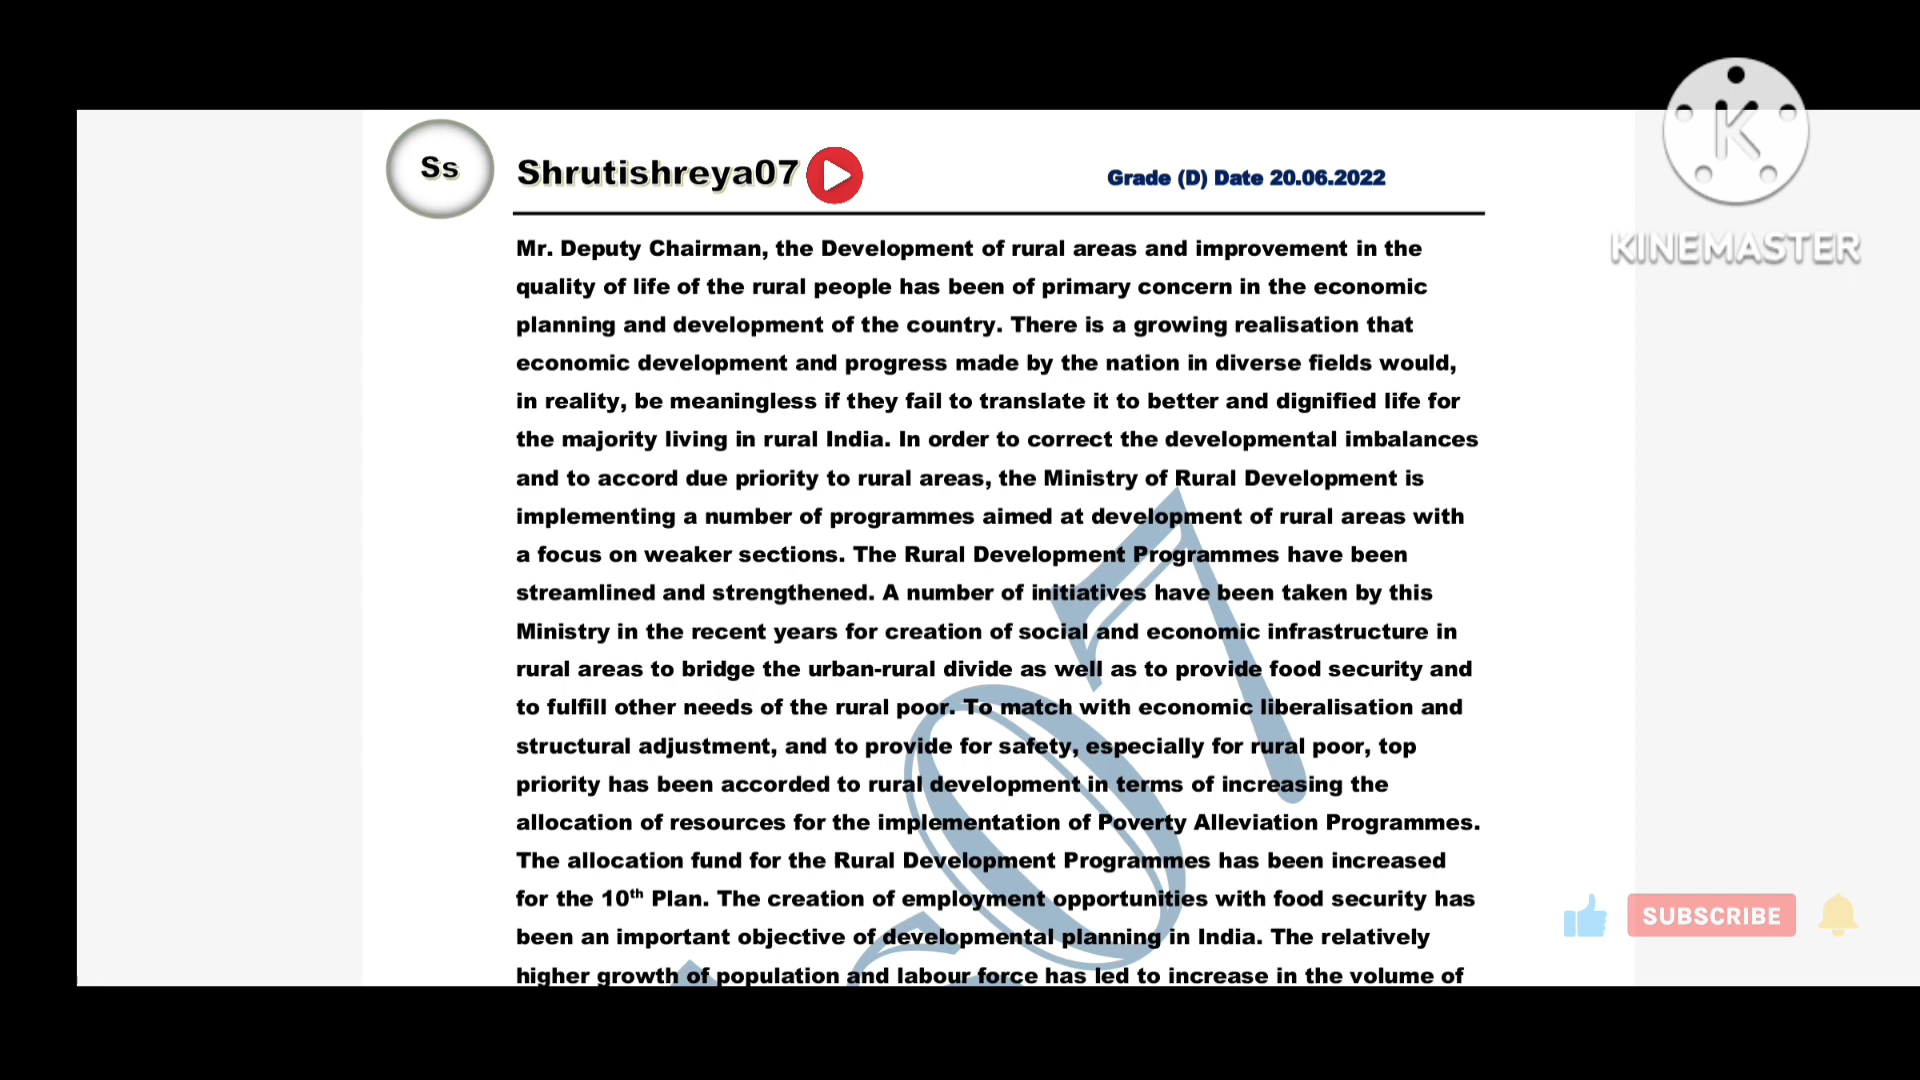 Ss
Shrutishreya07
Grade (D) Date 20.06.2022
KINEMASTER
Mr. Deputy Chairman, the Development of rural areas and improvement in the
quality of life of the rural people has been of primary concern in the economic
planning and development of the country. There is a growing realisation that
economic development and progress made by the nation in diverse fields would,
in reality, be meaningless if they fail to translate it to better and dignified life for
the majority living in rural India. In order to correct the developmental imbalances
and to accord due priority to rural areas, the Ministry of Rural Development is
implementing a number of programmes aimed at development of rural areas with
a focus on weaker sections. The Rural Development Programmes have been
streamlined and strengthened. A number of initiatives have been taken by this
Ministry in the recent years for creation of social and economic infrastructure in
rural areas to bridge the urban-rural divide as well as to provide food security and
to fulfill other needs of the rural poor. To match with economic liberalisation and
structural adjustment, and to provide for safety, especially for rural poor, top
priority has been accorded to rural development in terms of increasing the
allocation of resources for the implementation of Poverty Alleviation Programmes.
The allocation fund for the Rural Development Programmes has been increased
for the 10th Plan. The creation of employment opportunities with food security has
been an important objective of developmental planning in India. The relatively
higher growth of population and labour force has led to increase in the volume of
07
SUBSCRIBE